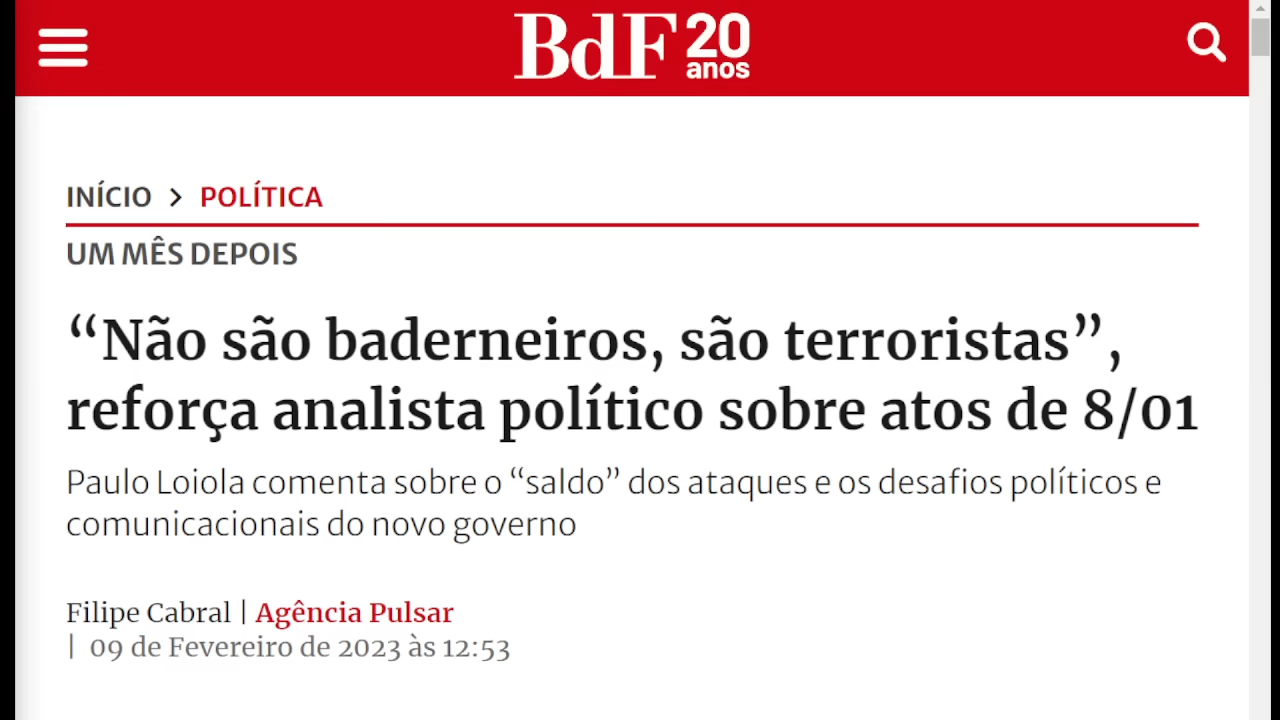 BdF 20 anos
INÍCIO > POLÍTICA
UM MÊS DEPOIS
“Não são baderneiros, são terroristas”,
reforça analista político sobre atos de 8/01
Paulo Loiola comenta sobre o “saldo” dos ataques e os desafios políticos e
comunicacionais do novo governo
Filipe Cabral | Agência Pulsar
| 09 de Fevereiro de 2023 às 12:53